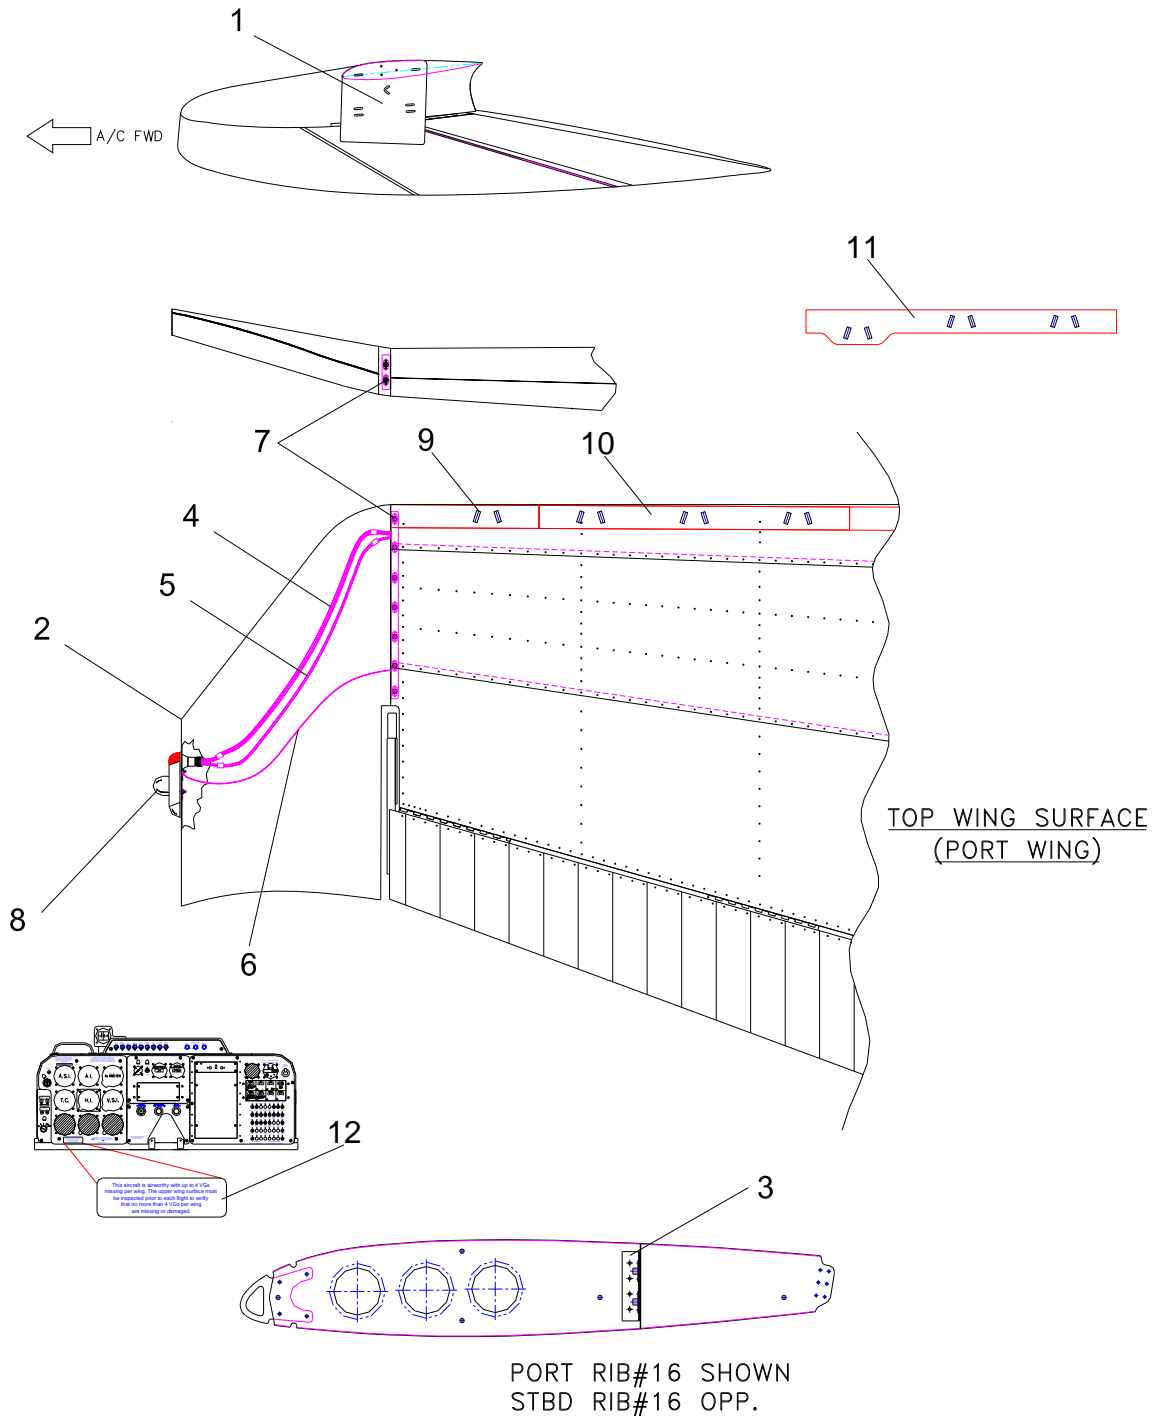 1
A/C FWD
11
7
9
10
4
5
2
TOP WING SURFACE
(PORT WING)
8
6
A.S.I.
A.I.
T.C.
H.I.
V.S.I.
12
This aircraft is airworthy with up to 4 VGs
missing per wing. The upper wing surface must
be inspected prior to each flight to verify
that no more than 4 VGs per wing
are missing or damaged.
3
PORT RIB#16 SHOWN
STBD RIB#16 OPP.